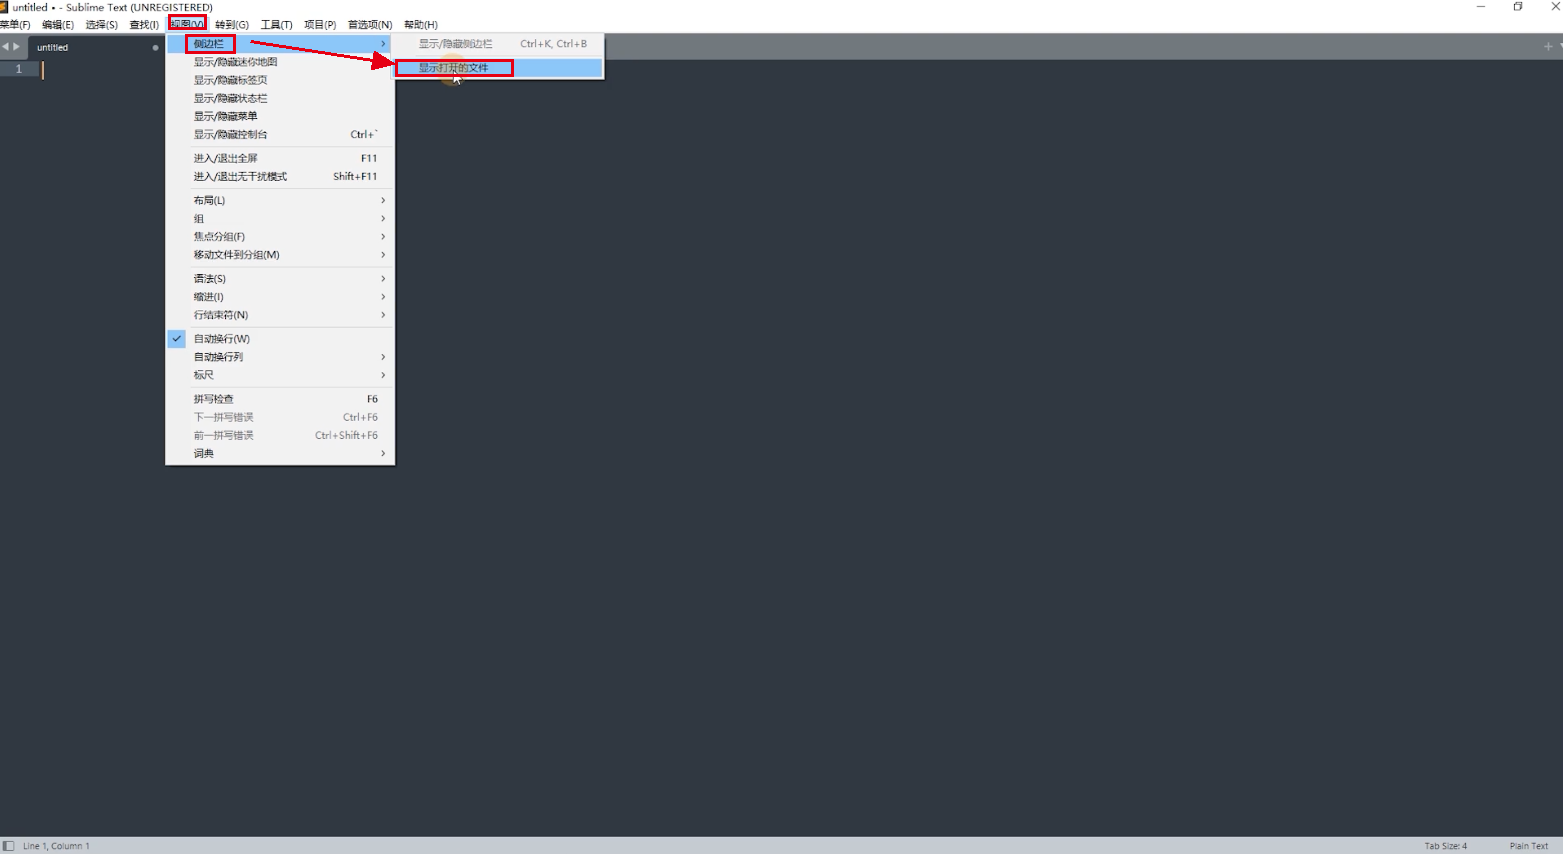 untitled • - Sublime Text (UNREGISTERED)
菜单(F) 编辑(E) 选择(S) 查找(I) 视图(V) 转到(G) 工具(T) 项目(P) 首选项(N) 帮助(H)
untitled
侧边栏
显示/隐藏侧边栏 Ctrl+K, Ctrl+B
显示打开的文件
1
显示/隐藏迷你地图
显示/隐藏标签页
显示/隐藏状态栏
显示/隐藏菜单
显示/隐藏控制台 Ctrl+`
进入/退出全屏 F11
进入/退出无干扰模式 Shift+F11
布局(L)
组
焦点分组(F)
移动文件到分组(M)
语法(S)
缩进(I)
行结束符(N)
自动换行(W)
自动换行列
标尺
拼写检查 F6
下一拼写错误 Ctrl+F6
前一拼写错误 Ctrl+Shift+F6
词典
Line 1, Column 1 Tab Size: 4 Plain Text